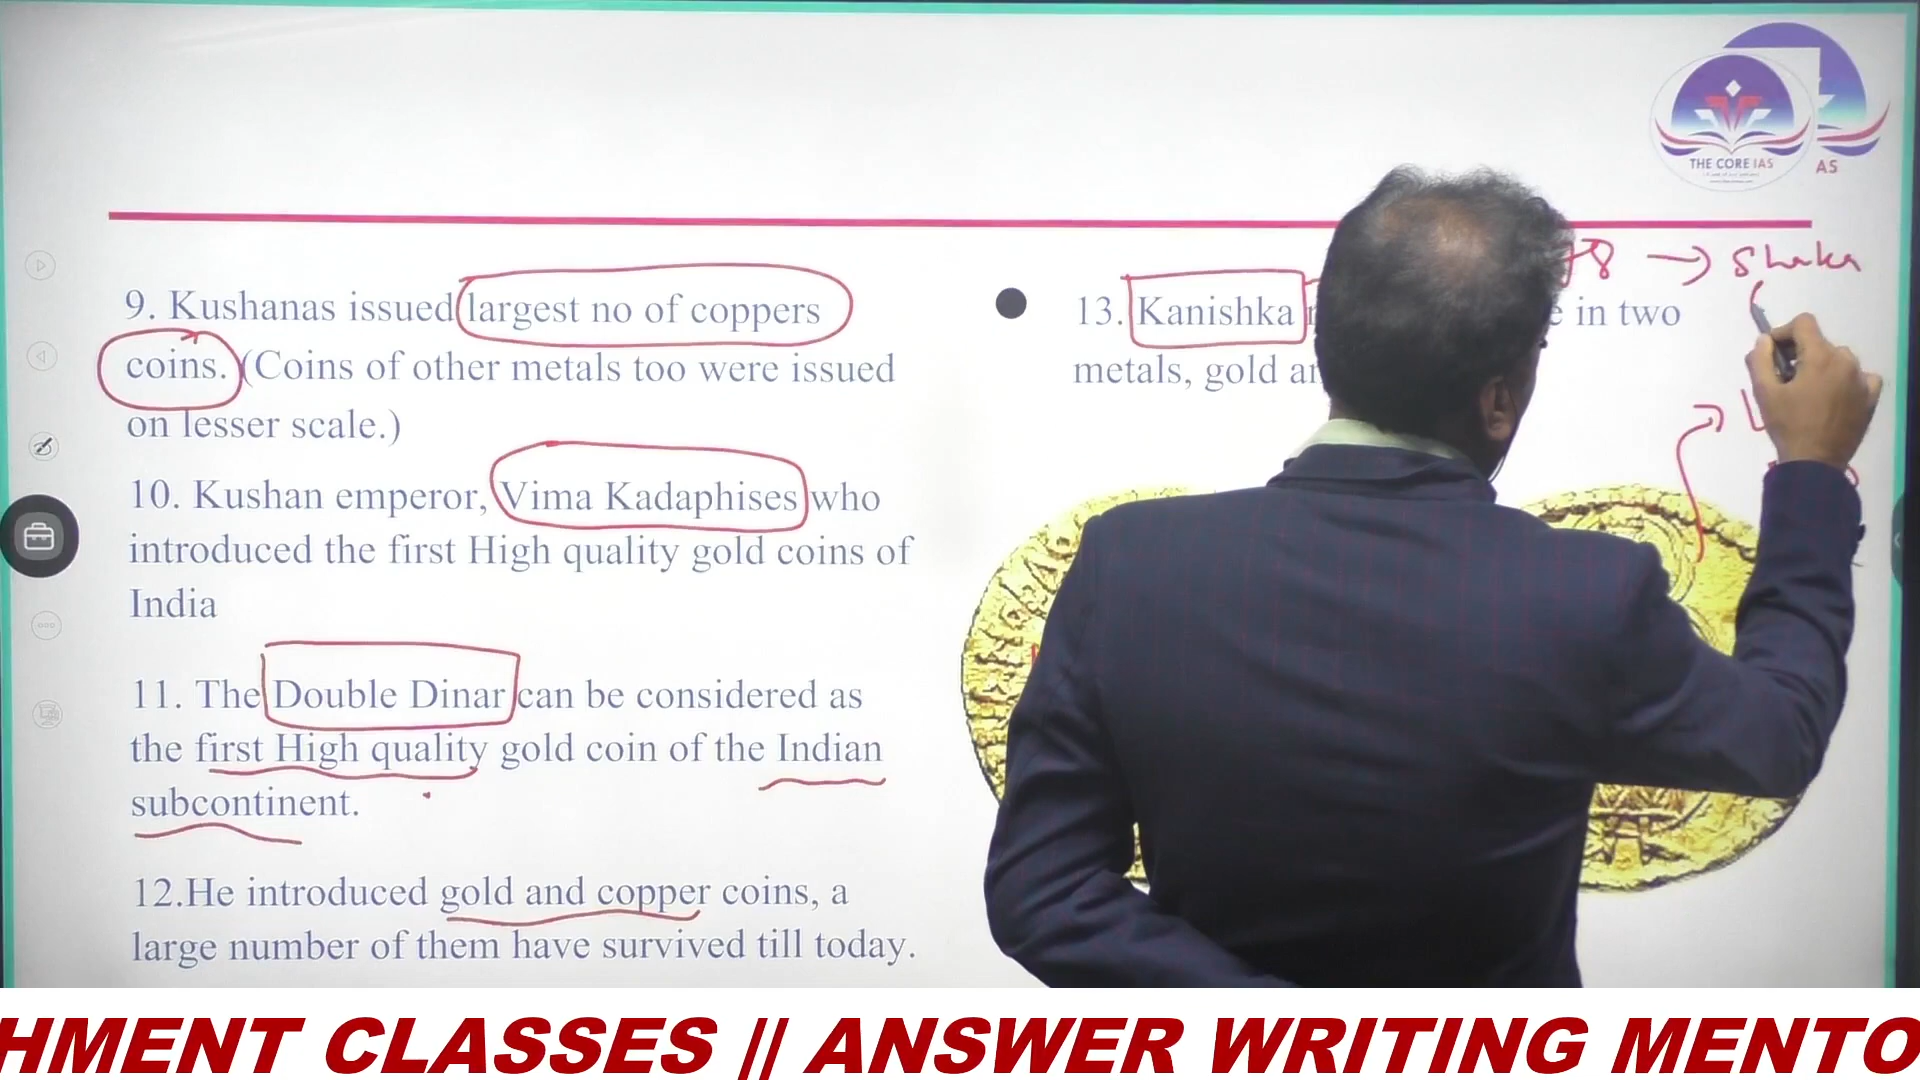 THE CORE IAS
AS
78 → Shaka
9. Kushanas issued largest no of coppers
coins. (Coins of other metals too were issued
on lesser scale.)
10. Kushan emperor, Vima Kadaphises who
introduced the first High quality gold coins of
India
11. The Double Dinar can be considered as
the first High quality gold coin of the Indian
subcontinent.
12.He introduced gold and copper coins, a
large number of them have survived till today.
13. Kanishka in two
metals, gold
HMENT CLASSES // ANSWER WRITING MENTO